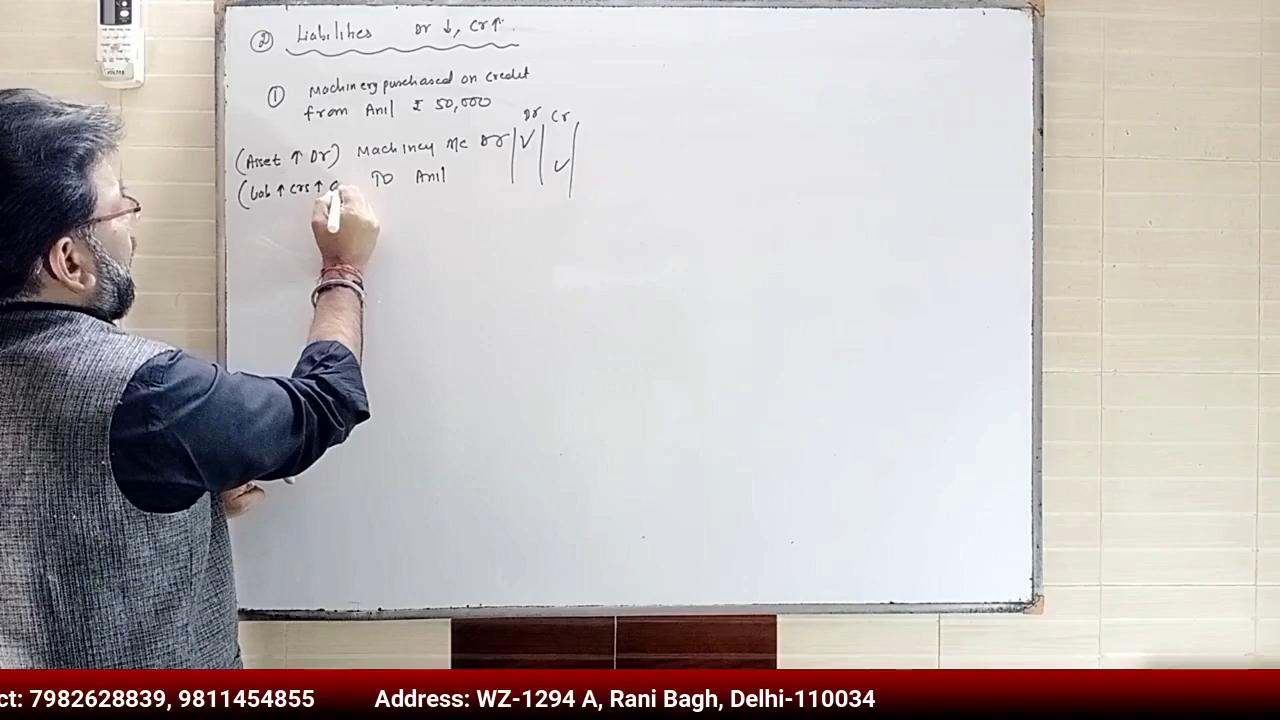 ② Liabilities Dr ↓, Cr ↑
① Machinery purchased on credit
from Anil ₹ 50,000
Dr Cr
(Asset ↑ Dr) Machinery A/c Dr ✓
(Liab ↑ Crs ↑ To Anil ✓
ct: 7982628839, 9811454855 Address: WZ-1294 A, Rani Bagh, Delhi-110034